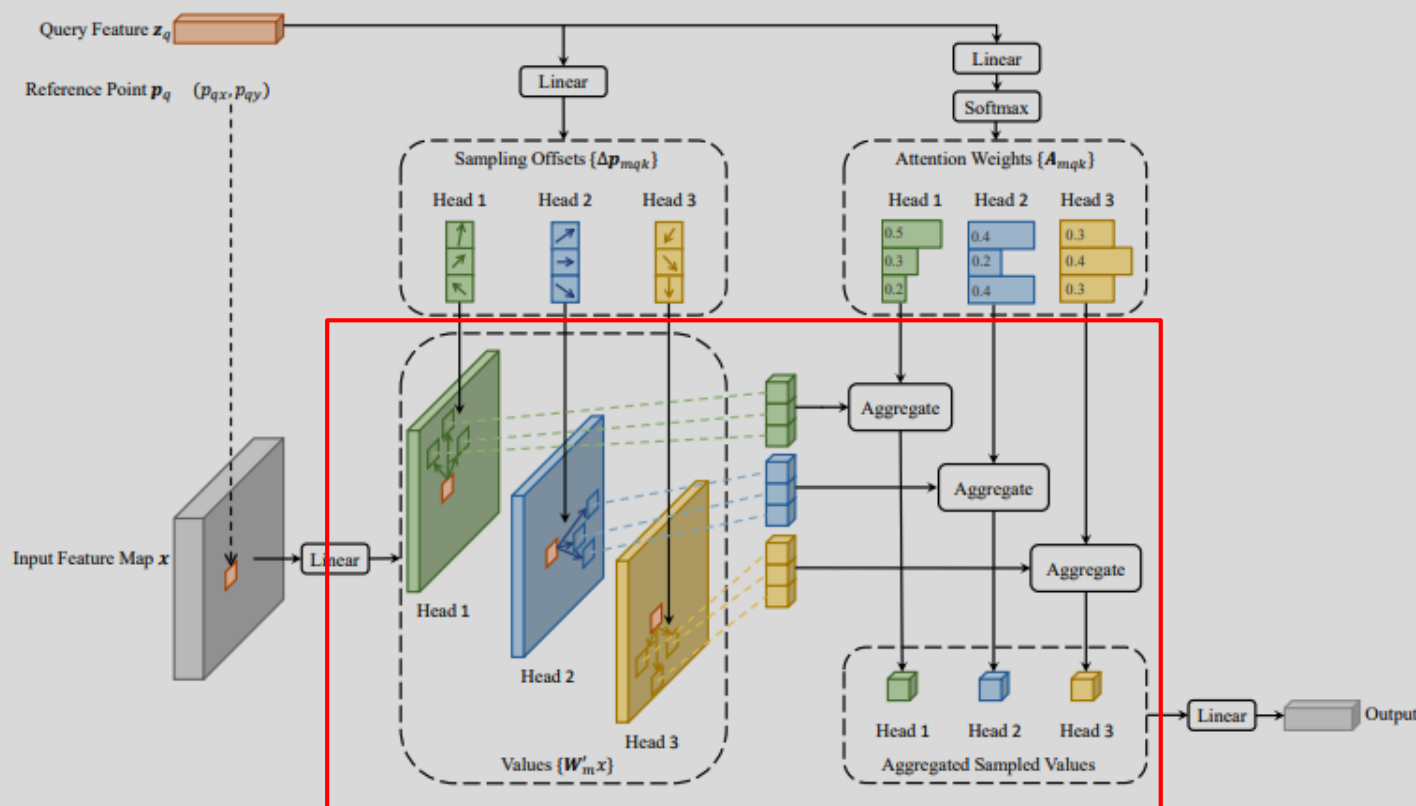 Query Feature z_q
Linear
Linear
Reference Point p_q (p_qx, p_qy)
Softmax
Sampling Offsets {Δp_mqk}
Attention Weights {A_mqk}
Head 1 Head 2 Head 3
Head 1 Head 2 Head 3
0.5 0.4 0.3
0.3 0.2 0.4
0.2 0.4 0.3
Aggregate
Aggregate
Input Feature Map x
Linear
Aggregate
Head 1
Head 2
Head 3
Values {W'_m x}
Head 1 Head 2 Head 3
Aggregated Sampled Values
Linear
Output